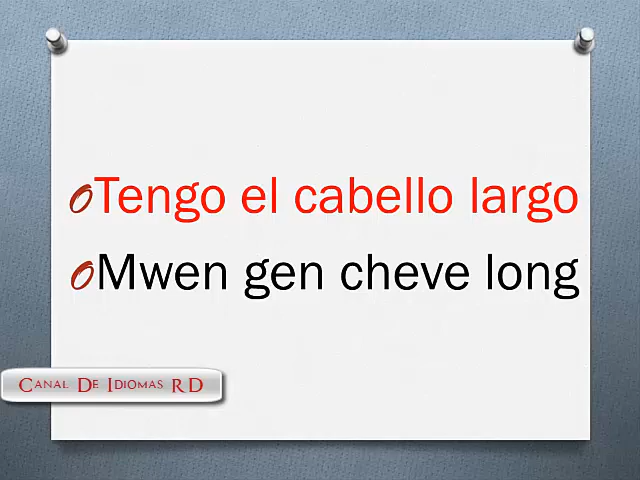 Tengo el cabello largo
Mwen gen cheve long
Canal De Idiomas RD